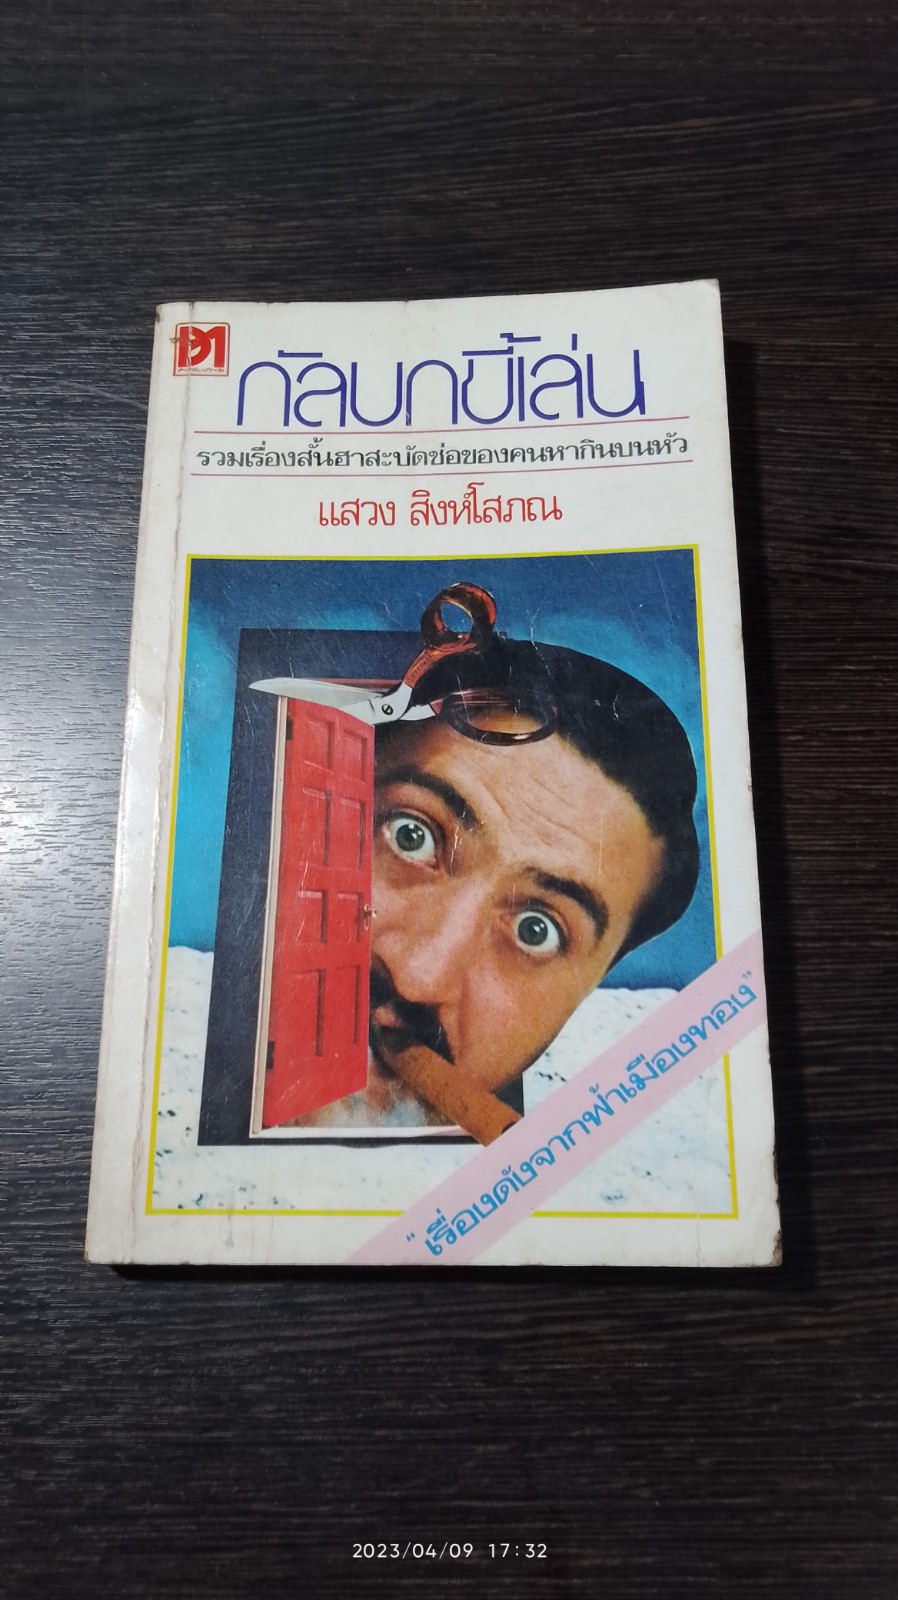 กัลบกขี้เล่น
รวมเรื่องสั้นฮาสะบัดช่อของคนหากินบนหัว
แสวง สิงห์โสภณ
"เรื่องดังจากฟ้าเมืองทอง"
2023/04/09 17:32